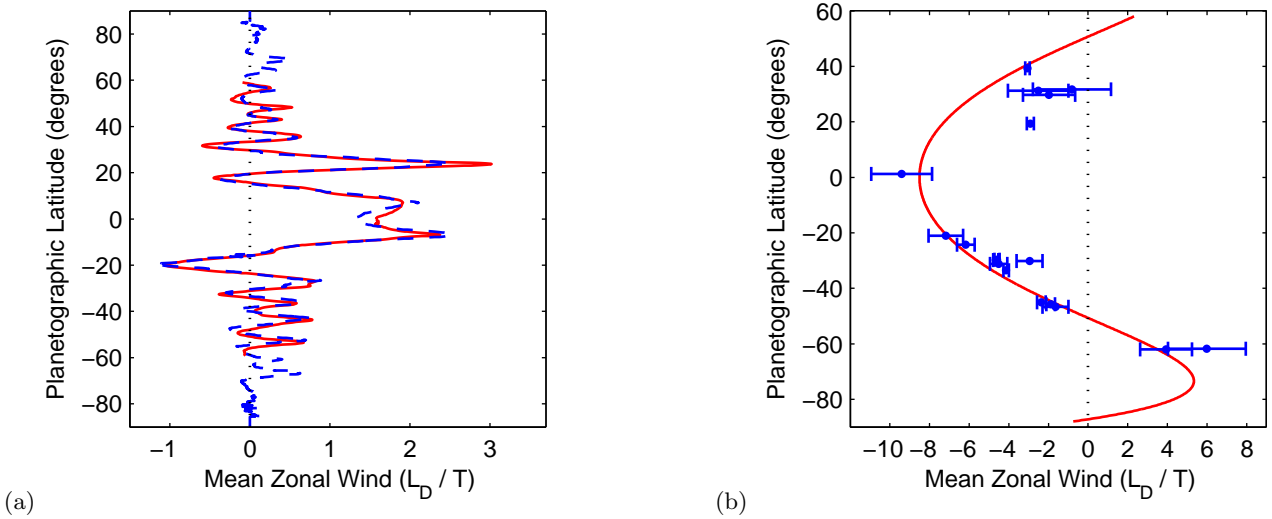 80
60
40
20
0
−20
−40
−60
−80
−1 0 1 2 3
Planetographic Latitude (degrees)
Mean Zonal Wind (L_D / T)
(a)
60
40
20
0
−20
−40
−60
−80
−10 −8 −6 −4 −2 0 2 4 6 8
Planetographic Latitude (degrees)
Mean Zonal Wind (L_D / T)
(b)